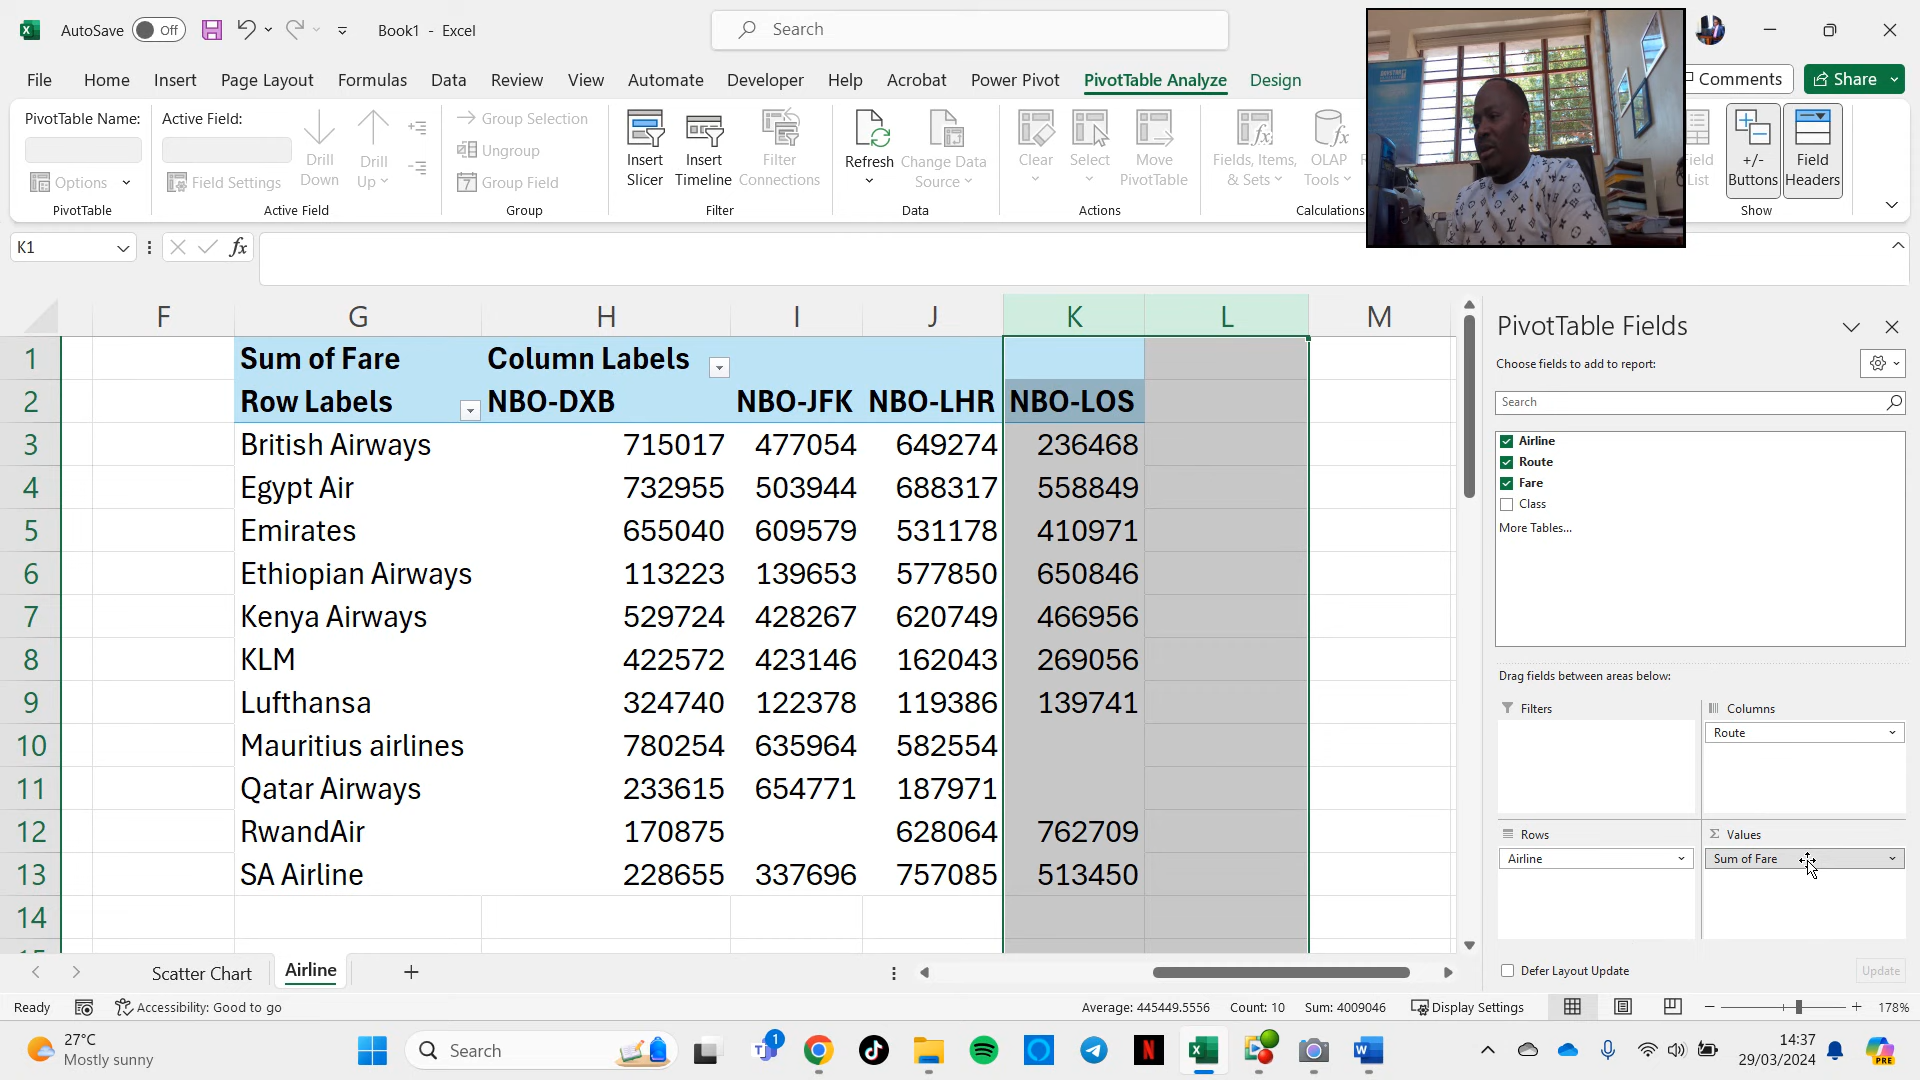 AutoSave Off Book1 - Excel Search
File Home Insert Page Layout Formulas Data Review View Automate Developer Help Acrobat Power Pivot PivotTable Analyze Design Comments Share
PivotTable Name:
Options
PivotTable
Active Field:
Field Settings
Drill Down
Drill Up
Active Field
Group Selection
Ungroup
Group Field
Group
Insert Slicer
Insert Timeline
Filter Connections
Filter
Refresh
Change Data Source
Data
Clear
Select
Move PivotTable
Actions
Fields, Items, & Sets
OLAP Tools
Calculations
Field List
+/- Buttons
Field Headers
Show
K1
fx
F G H I J K L M
1 Sum of Fare Column Labels
2 Row Labels NBO-DXB NBO-JFK NBO-LHR NBO-LOS
3 British Airways 715017 477054 649274 236468
4 Egypt Air 732955 503944 688317 558849
5 Emirates 655040 609579 531178 410971
6 Ethiopian Airways 113223 139653 577850 650846
7 Kenya Airways 529724 428267 620749 466956
8 KLM 422572 423146 162043 269056
9 Lufthansa 324740 122378 119386 139741
10 Mauritius airlines 780254 635964 582554
11 Qatar Airways 233615 654771 187971
12 RwandAir 170875 628064 762709
13 SA Airline 228655 337696 757085 513450
14
PivotTable Fields
Choose fields to add to report:
Search
Airline
Route
Fare
Class
More Tables...
Drag fields between areas below:
Filters
Columns
Route
Rows
Airline
Values
Sum of Fare
Defer Layout Update Update
Scatter Chart Airline
Ready Accessibility: Good to go Average: 445449.5556 Count: 10 Sum: 4009046 Display Settings 178%
27°C
Mostly sunny
Search
1
14:37
29/03/2024
PRE